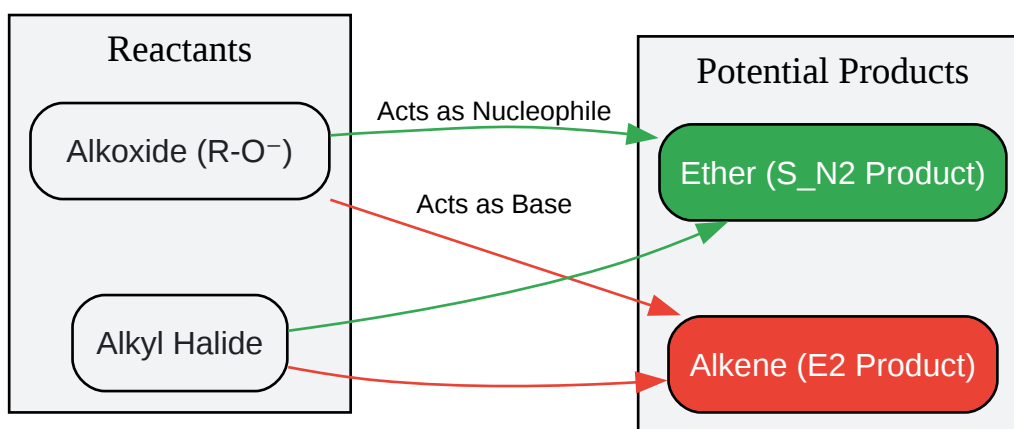 Reactants
Potential Products
Acts as Nucleophile
Alkoxide (R-O⁻)
Ether (S_N2 Product)
Acts as Base
Alkyl Halide
Alkene (E2 Product)